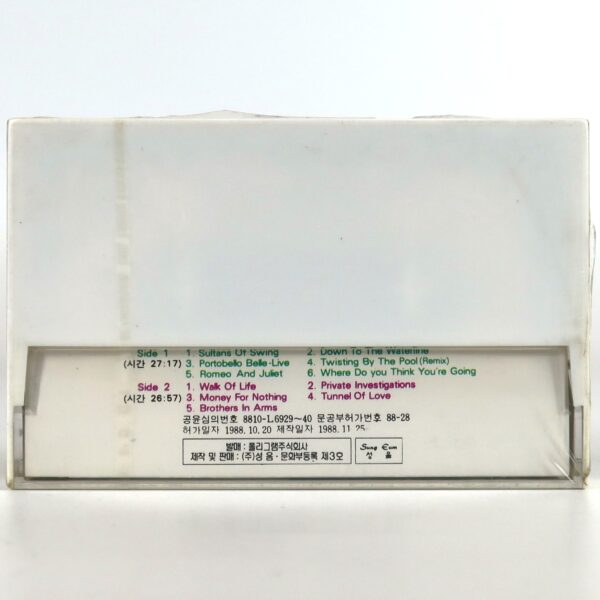 Side 1 1. Sultans Of Swing 2. Down To The Waterline
(시간 27:17) 3. Portobello Belle-Live 4. Twisting By The Pool (Remix)
5. Romeo And Juliet 6. Where Do you Think You're Going
Side 2 1. Walk Of Life 2. Private Investigations
(시간 26:57) 3. Money For Nothing 4. Tunnel Of Love
5. Brothers In Arms
공윤심의번호 8810-L6929~40 문공부허가번호 88-28
허가일자 1988.10.20 제작일자 1988.11.25
발매 : 폴리그램주식회사
제작 및 판매 : (주)성 음 · 문화부등록 제3호
Sung Eum
성 음